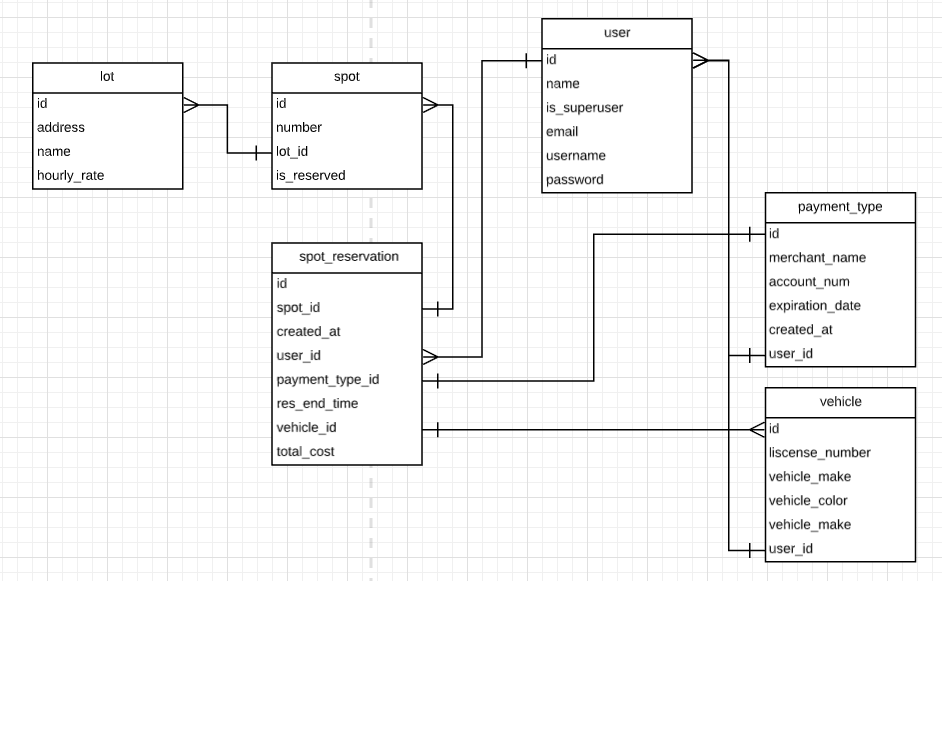 lot
id
address
name
hourly_rate
spot
id
number
lot_id
is_reserved
user
id
name
is_superuser
email
username
password
spot_reservation
id
spot_id
created_at
user_id
payment_type_id
res_end_time
vehicle_id
total_cost
payment_type
id
merchant_name
account_num
expiration_date
created_at
user_id
vehicle
id
liscense_number
vehicle_make
vehicle_color
vehicle_make
user_id